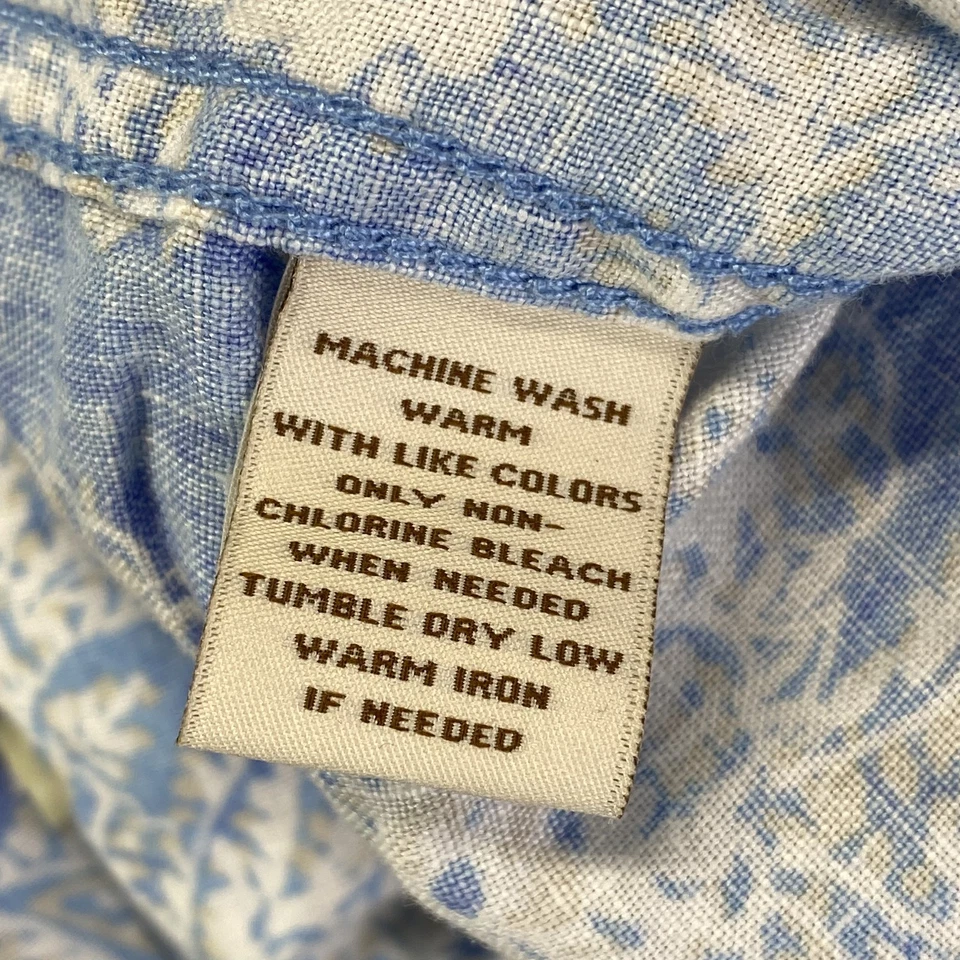 MACHINE WASH
WARM
WITH LIKE COLORS
ONLY NON-
CHLORINE BLEACH
WHEN NEEDED
TUMBLE DRY LOW
WARM IRON
IF NEEDED